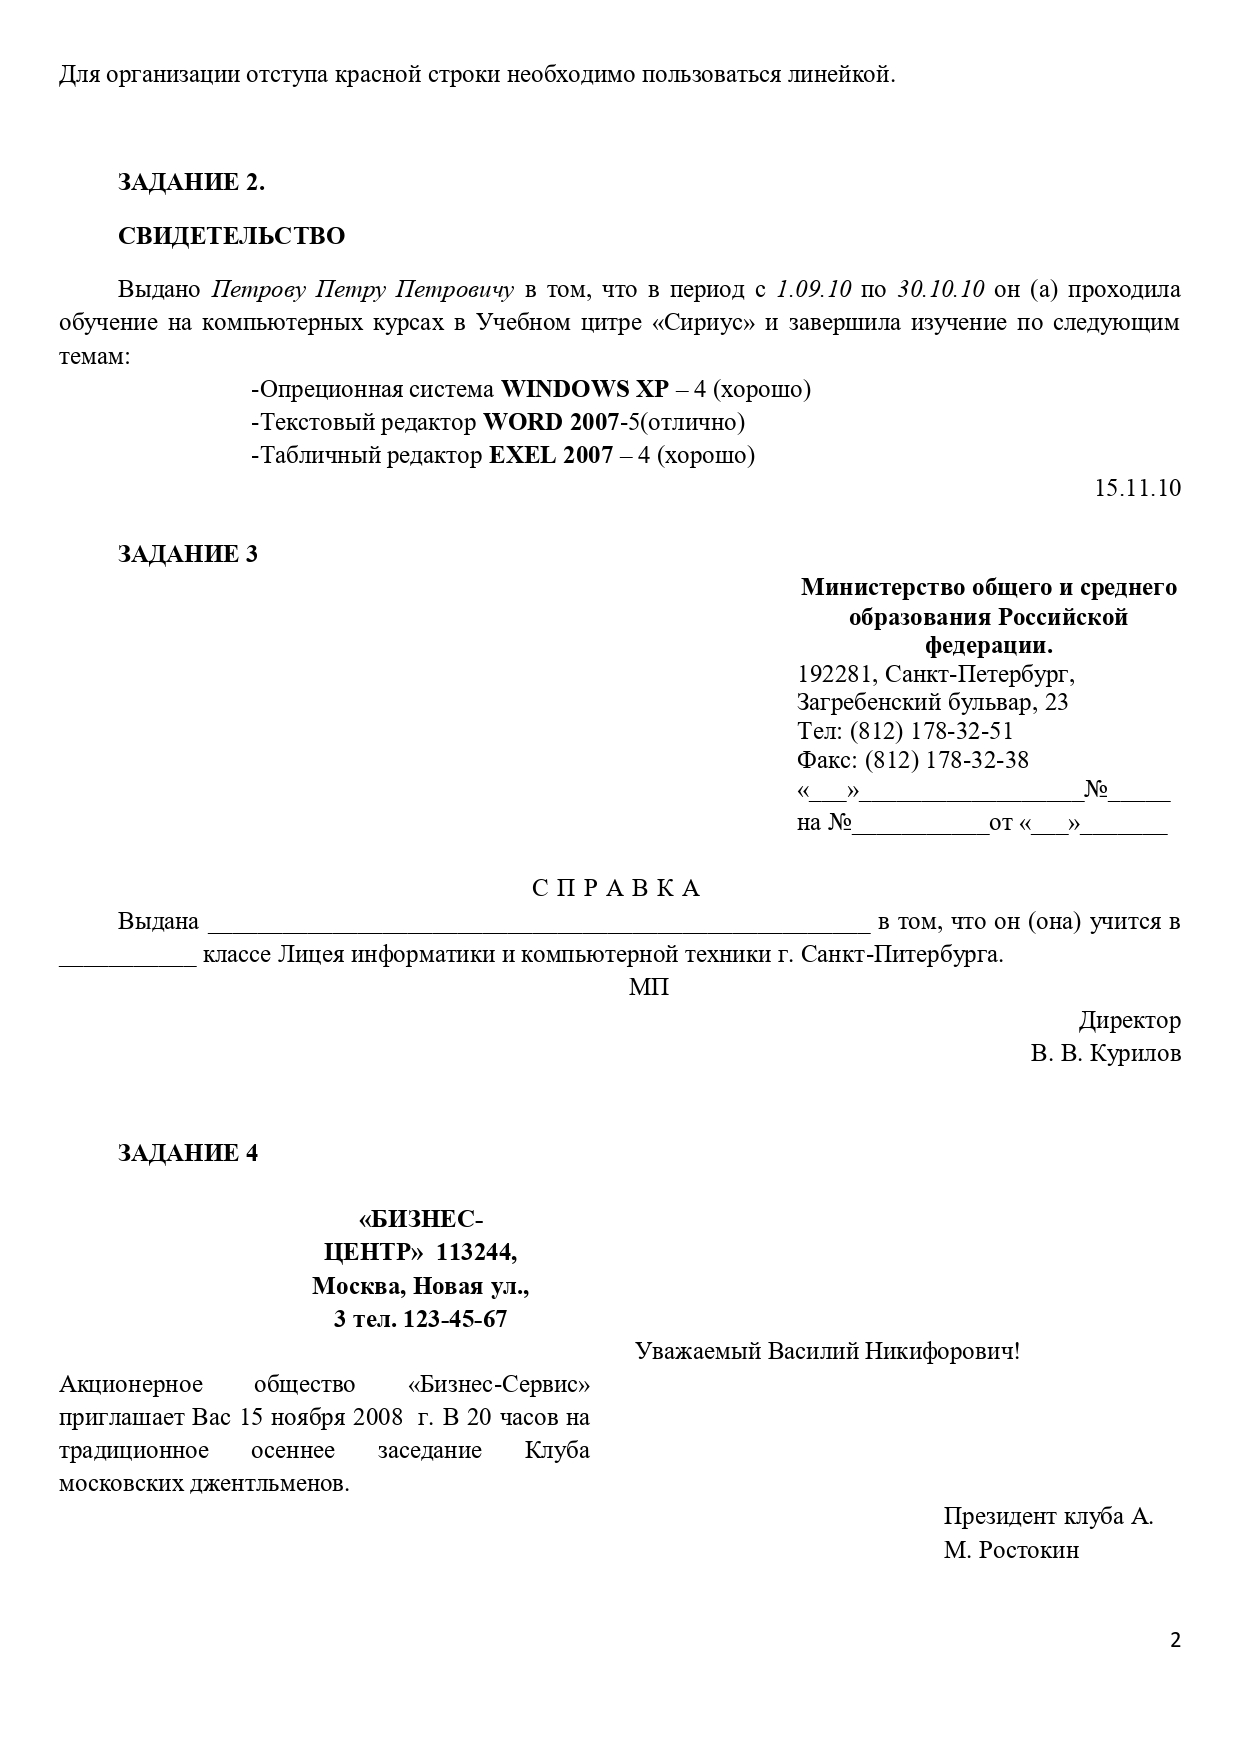 Для организации отступа красной строки необходимо пользоваться линейкой.
ЗАДАНИЕ 2.
СВИДЕТЕЛЬСТВО
Выдано Петрову Петру Петровичу в том, что в период с 1.09.10 по 30.10.10 он (а) проходила
обучение на компьютерных курсах в Учебном цитре «Сириус» и завершила изучение по следующим
темам:
-Опреционная система WINDOWS XP – 4 (хорошо)
-Текстовый редактор WORD 2007-5(отлично)
-Табличный редактор EXEL 2007 – 4 (хорошо)
15.11.10
ЗАДАНИЕ 3
Министерство общего и среднего
образования Российской
федерации.
192281, Санкт-Петербург,
Загребенский бульвар, 23
Тел: (812) 178-32-51
Факс: (812) 178-32-38
«___»__________________№_____
на №___________от «___»_______
С П Р А В К А
Выдана _____________________________________________________ в том, что он (она) учится в
___________ классе Лицея информатики и компьютерной техники г. Санкт-Питербурга.
МП
Директор
В. В. Курилов
ЗАДАНИЕ 4
«БИЗНЕС-
ЦЕНТР» 113244,
Москва, Новая ул.,
3 тел. 123-45-67
Уважаемый Василий Никифорович!
Акционерное общество «Бизнес-Сервис»
приглашает Вас 15 ноября 2008 г. В 20 часов на
традиционное осеннее заседание Клуба
московских джентльменов.
Президент клуба А.
М. Ростокин
2